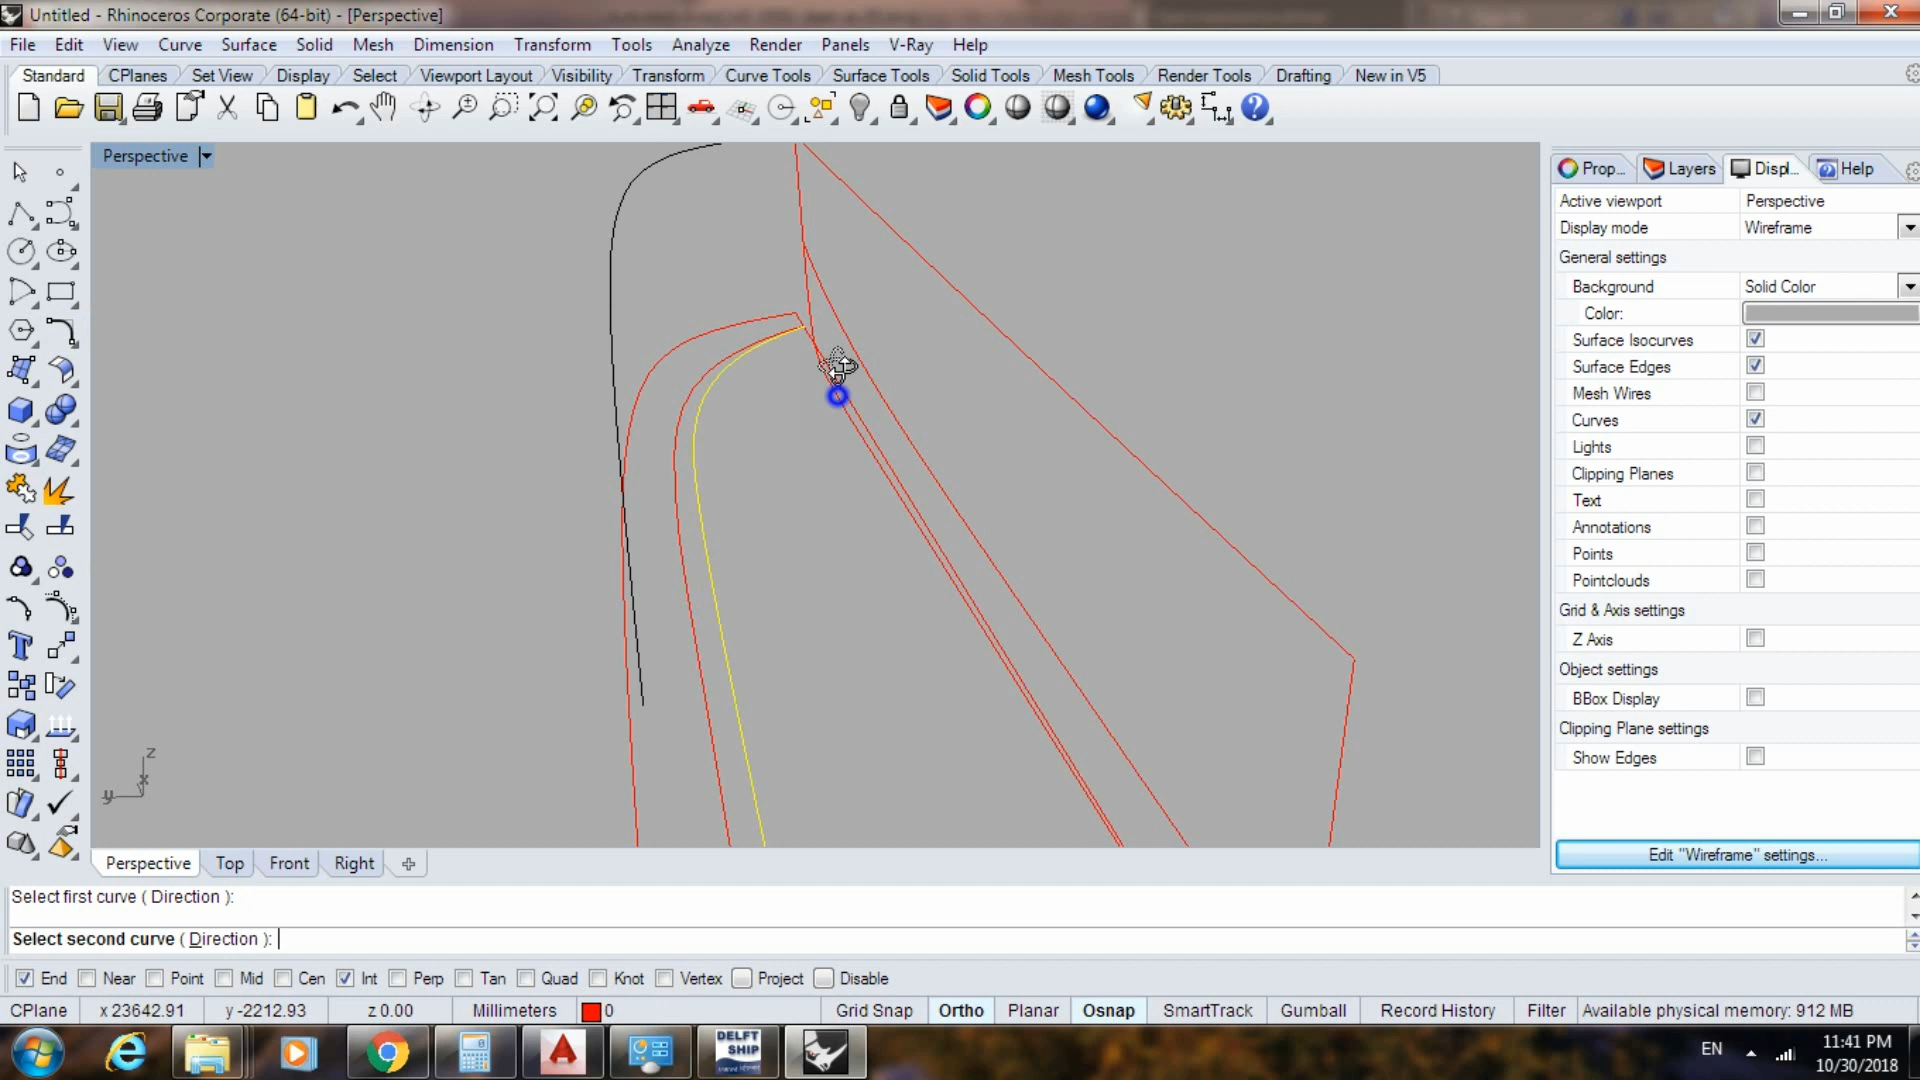 Untitled - Rhinoceros Corporate (64-bit) - [Perspective]
File Edit View Curve Surface Solid Mesh Dimension Transform Tools Analyze Render Panels V-Ray Help
Standard CPlanes Set View Display Select Viewport Layout Visibility Transform Curve Tools Surface Tools Solid Tools Mesh Tools Render Tools Drafting New in V5
Perspective
Prop... Layers Displ... Help
Active viewport Perspective
Display mode Wireframe
General settings
Background Solid Color
Color:
Surface Isocurves
Surface Edges
Mesh Wires
Curves
Lights
Clipping Planes
Text
Annotations
Points
Pointclouds
Grid & Axis settings
Z Axis
Object settings
BBox Display
Clipping Plane settings
Show Edges
Edit "Wireframe" settings...
z
x
y
Perspective Top Front Right
Select first curve ( Direction ):
Select second curve ( Direction ):
End Near Point Mid Cen Int Perp Tan Quad Knot Vertex Project Disable
CPlane x 23642.91 y -2212.93 z 0.00 Millimeters 0 Grid Snap Ortho Planar Osnap SmartTrack Gumball Record History Filter Available physical memory: 912 MB
DELFT
SHIP
EN
11:41 PM
10/30/2018